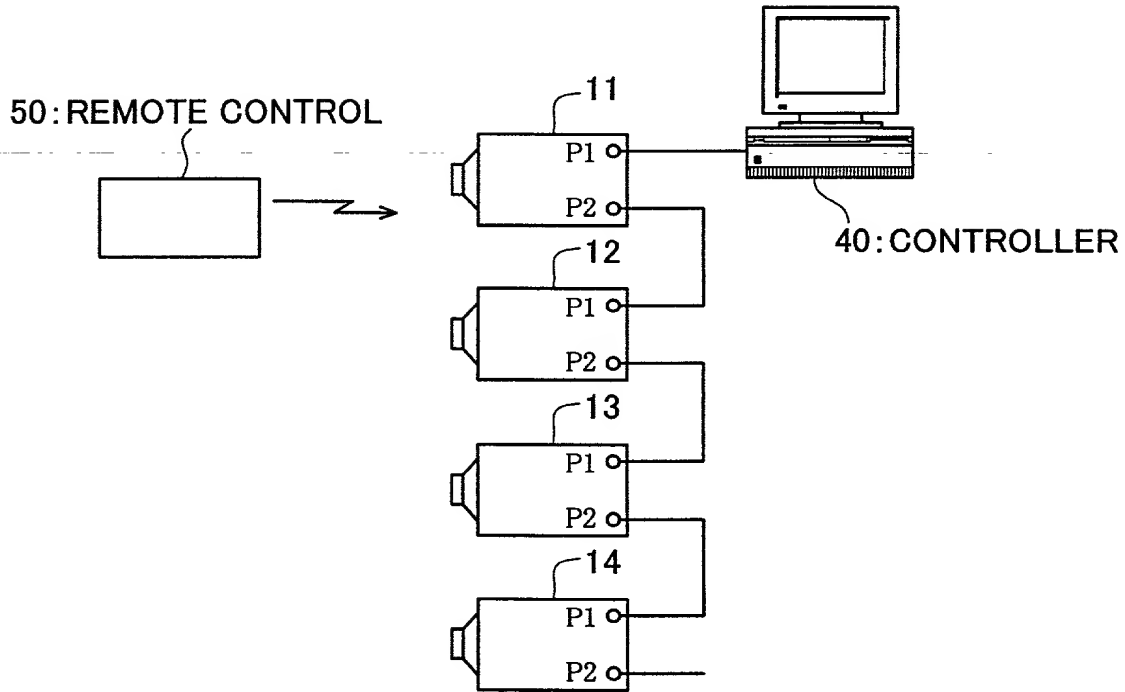 50:REMOTE CONTROL
11
P1
P2
40:CONTROLLER
12
P1
P2
13
P1
P2
14
P1
P2